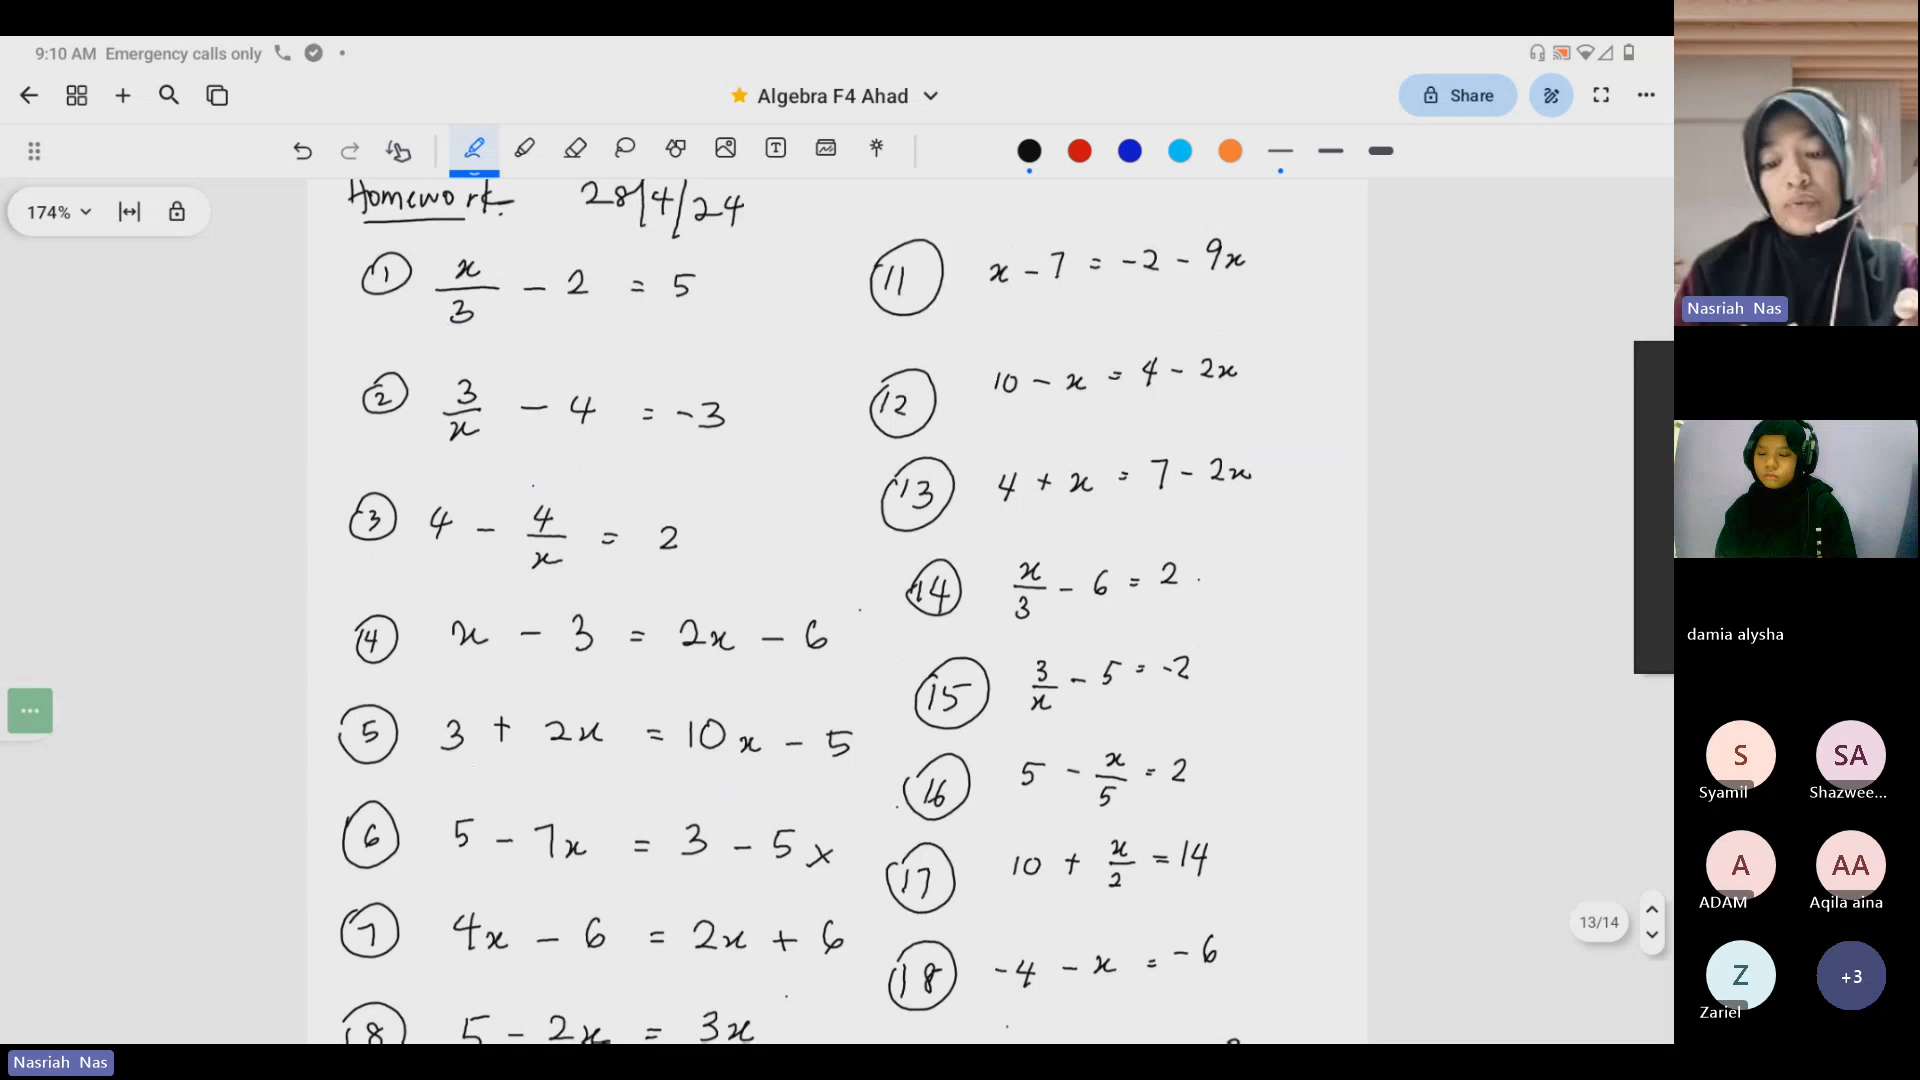 9:10 AM Emergency calls only
Algebra F4 Ahad
Share
174%
Homework. 28/4/24
1 x/3 - 2 = 5
2 3/x - 4 = -3
3 4 - 4/x = 2
4 x - 3 = 2x - 6
5 3 + 2x = 10x - 5
6 5 - 7x = 3 - 5x
7 4x - 6 = 2x + 6
8 5 - 2x = 3x
11 x - 7 = -2 - 9x
12 10 - x = 4 - 2x
13 4 + x = 7 - 2x
14 x/3 - 6 = 2
15 3/x - 5 = -2
16 5 - x/5 = 2
17 10 + x/2 = 14
18 -4 - x = -6
13/14
Nasriah Nas
damia alysha
S
Syamil
SA
Shazwee...
A
ADAM
AA
Aqila aina
Z
Zariel
+3
Nasriah Nas